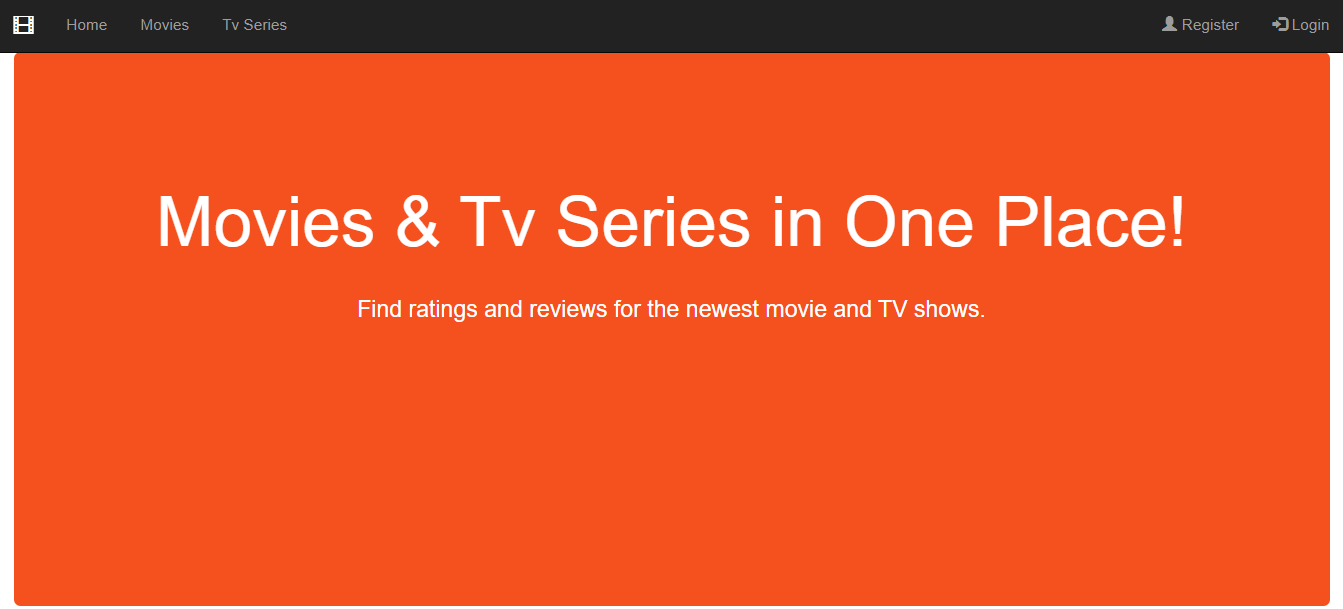 Home Movies Tv Series Register Login
Movies & Tv Series in One Place!
Find ratings and reviews for the newest movie and TV shows.